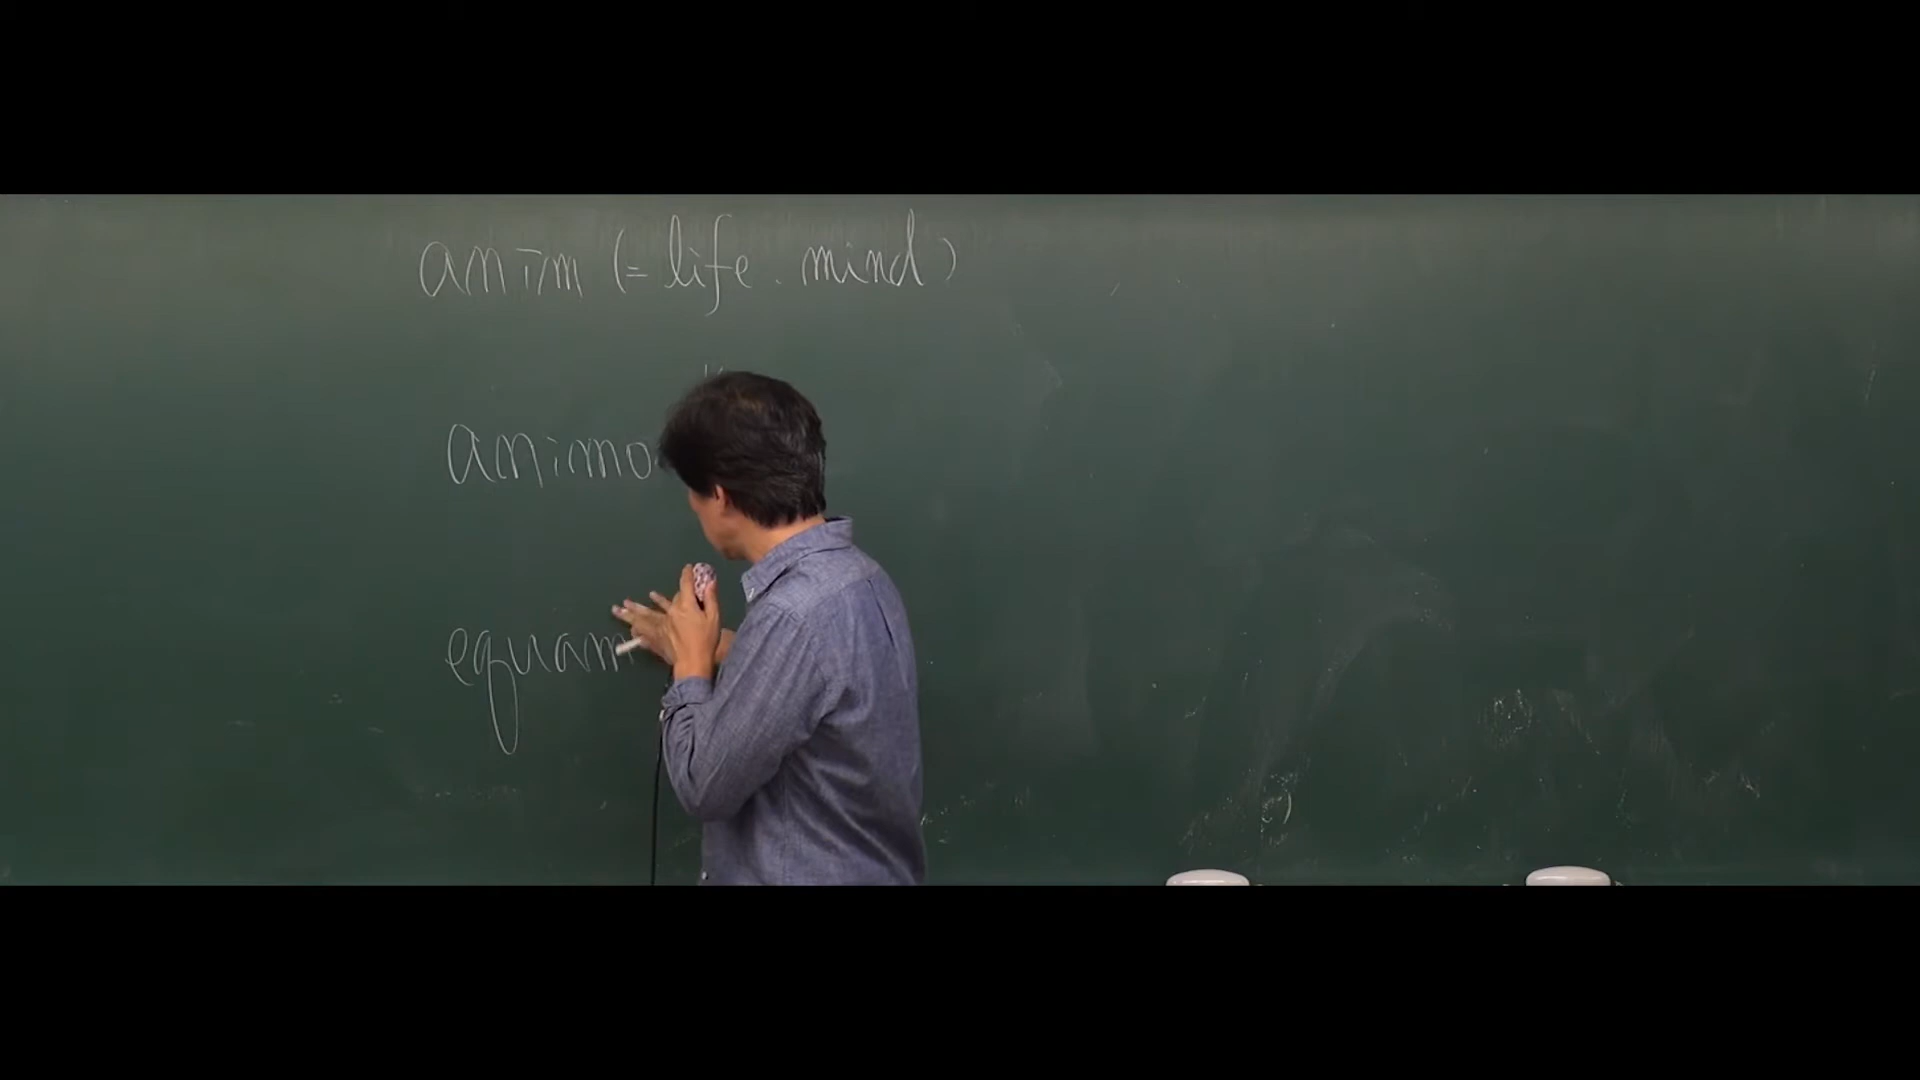 anim (= life. mind)
animo
equam